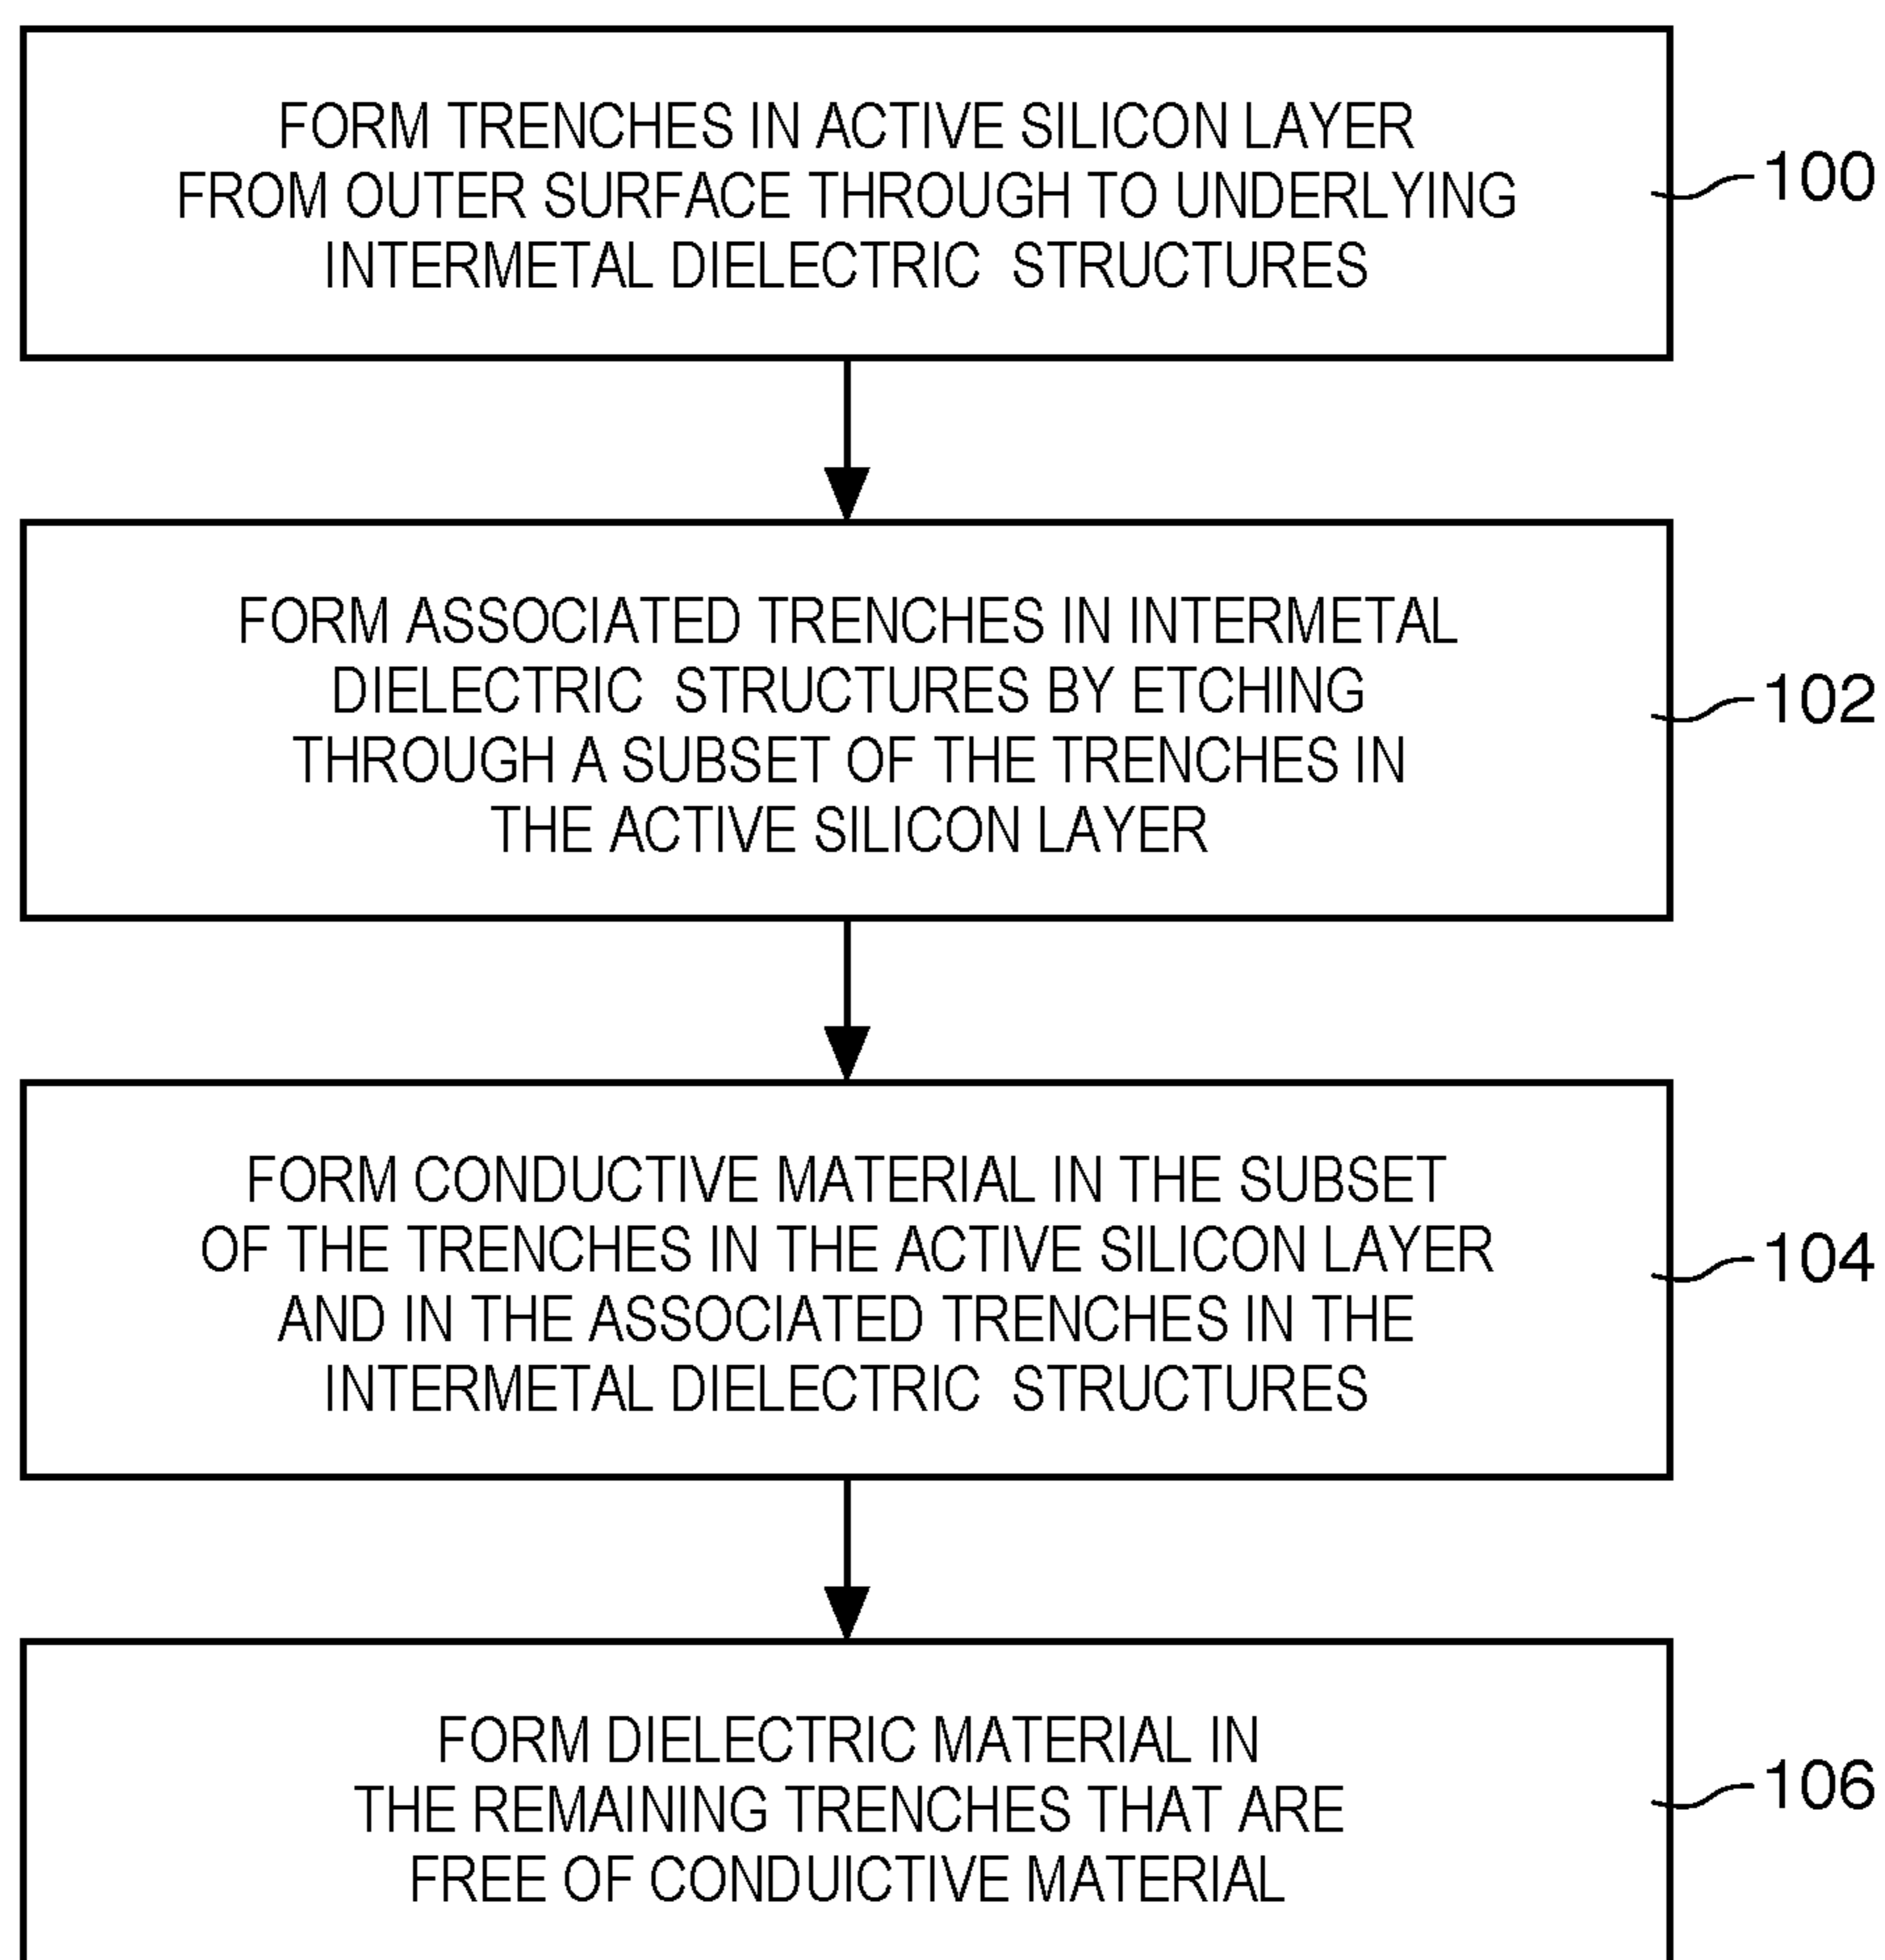 FORM TRENCHES IN ACTIVE SILICON LAYER
FROM OUTER SURFACE THROUGH TO UNDERLYING
INTERMETAL DIELECTRIC STRUCTURES
100
FORM ASSOCIATED TRENCHES IN INTERMETAL
DIELECTRIC STRUCTURES BY ETCHING
THROUGH A SUBSET OF THE TRENCHES IN
THE ACTIVE SILICON LAYER
102
FORM CONDUCTIVE MATERIAL IN THE SUBSET
OF THE TRENCHES IN THE ACTIVE SILICON LAYER
AND IN THE ASSOCIATED TRENCHES IN THE
INTERMETAL DIELECTRIC STRUCTURES
104
FORM DIELECTRIC MATERIAL IN
THE REMAINING TRENCHES THAT ARE
FREE OF CONDUICTIVE MATERIAL
106